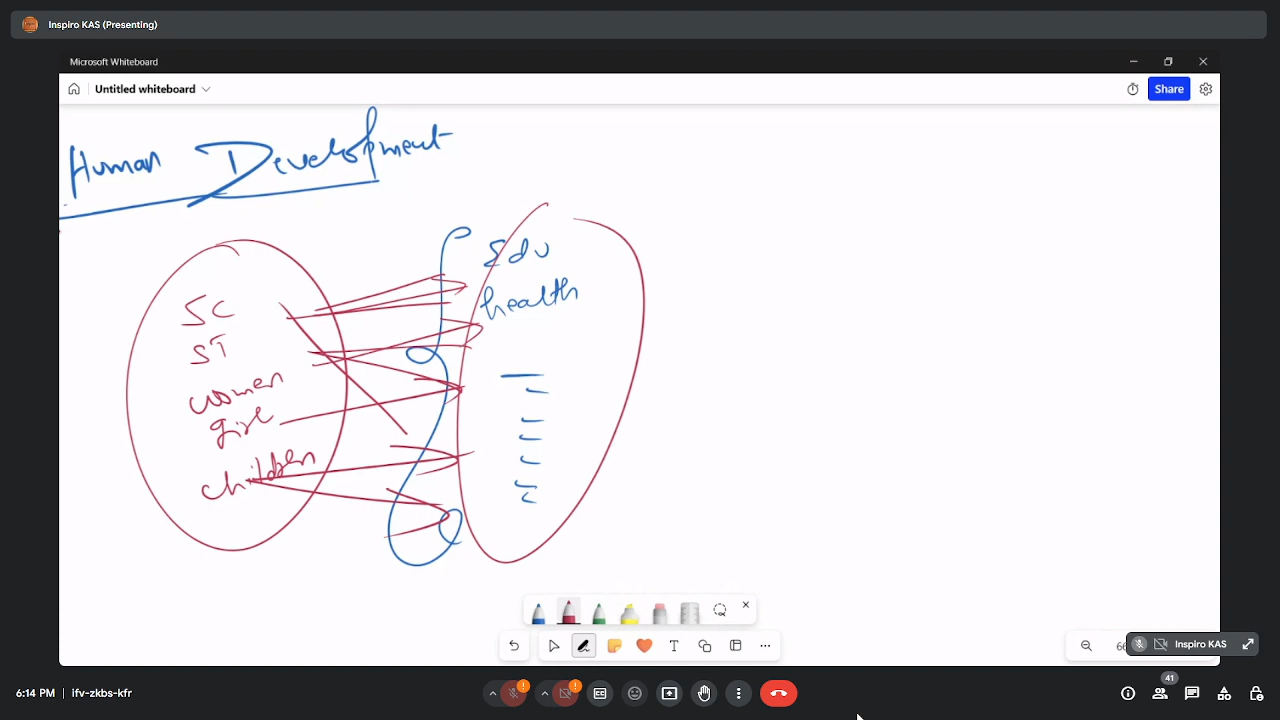 Inspiro KAS (Presenting)
Microsoft Whiteboard
Untitled whiteboard
Share
Human Development
Edu
health
SC
ST
women
girl
children
Inspiro KAS
41
6:14 PM | ifv-zkbs-kfr